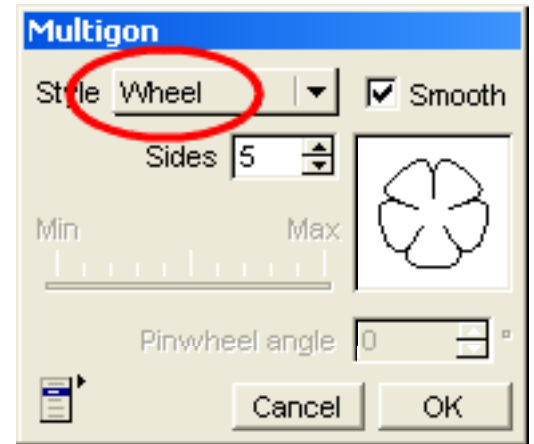 Multigon
Style Wheel Smooth
Sides 5
Min Max
Pinwheel angle 0 °
Cancel OK